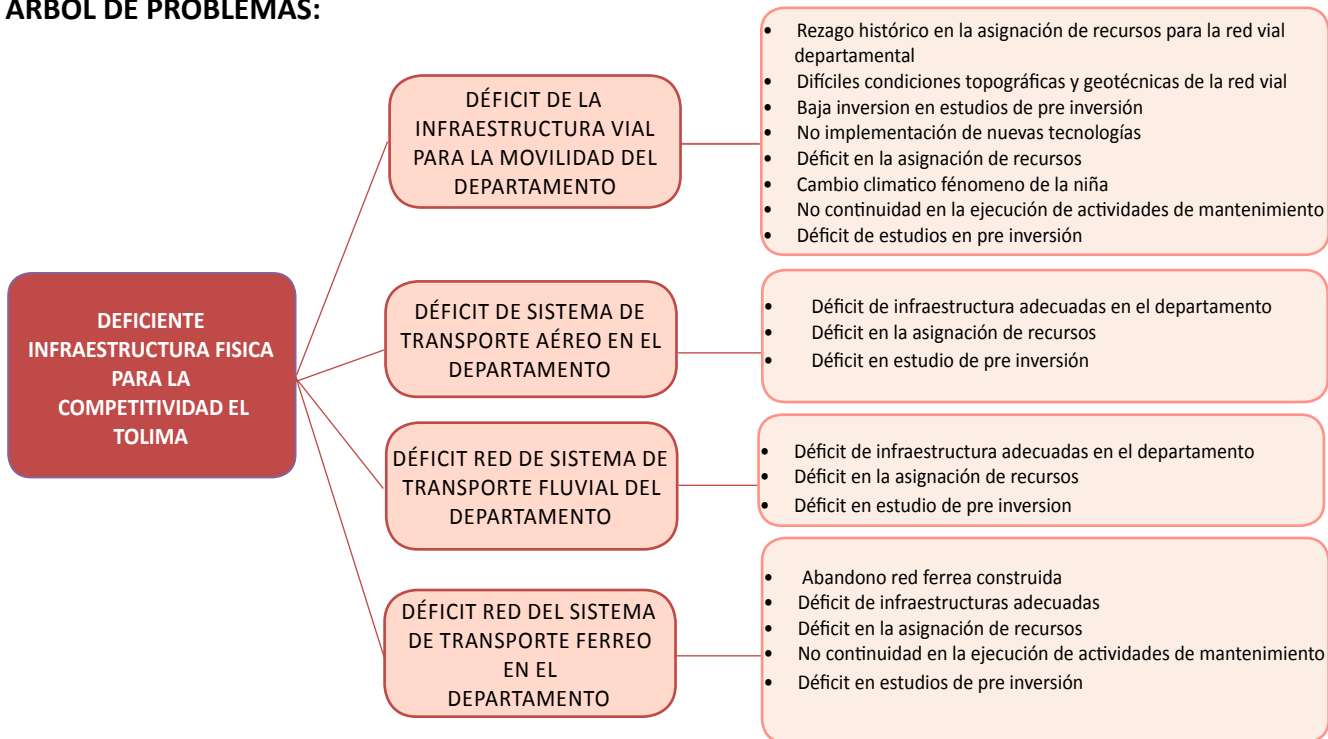 ÁRBOL DE PROBLEMAS:
DEFICIENTE
INFRAESTRUCTURA FISICA
PARA LA
COMPETITIVIDAD EL
TOLIMA
DÉFICIT DE LA
INFRAESTRUCTURA VIAL
PARA LA MOVILIDAD DEL
DEPARTAMENTO
• Rezago histórico en la asignación de recursos para la red vial
departamental
• Difíciles condiciones topográficas y geotécnicas de la red vial
• Baja inversion en estudios de pre inversión
• No implementación de nuevas tecnologías
• Déficit en la asignación de recursos
• Cambio climatico fénomeno de la niña
• No continuidad en la ejecución de actividades de mantenimiento
• Déficit de estudios en pre inversión
DÉFICIT DE SISTEMA DE
TRANSPORTE AÉREO EN EL
DEPARTAMENTO
• Déficit de infraestructura adecuadas en el departamento
• Déficit en la asignación de recursos
• Déficit en estudio de pre inversión
DÉFICIT RED DE SISTEMA DE
TRANSPORTE FLUVIAL DEL
DEPARTAMENTO
• Déficit de infraestructura adecuadas en el departamento
• Déficit en la asignación de recursos
• Déficit en estudio de pre inversion
DÉFICIT RED DEL SISTEMA
DE TRANSPORTE FERREO
EN EL
DEPARTAMENTO
• Abandono red ferrea construida
• Déficit de infraestructuras adecuadas
• Déficit en la asignación de recursos
• No continuidad en la ejecución de actividades de mantenimiento
• Déficit en estudios de pre inversión